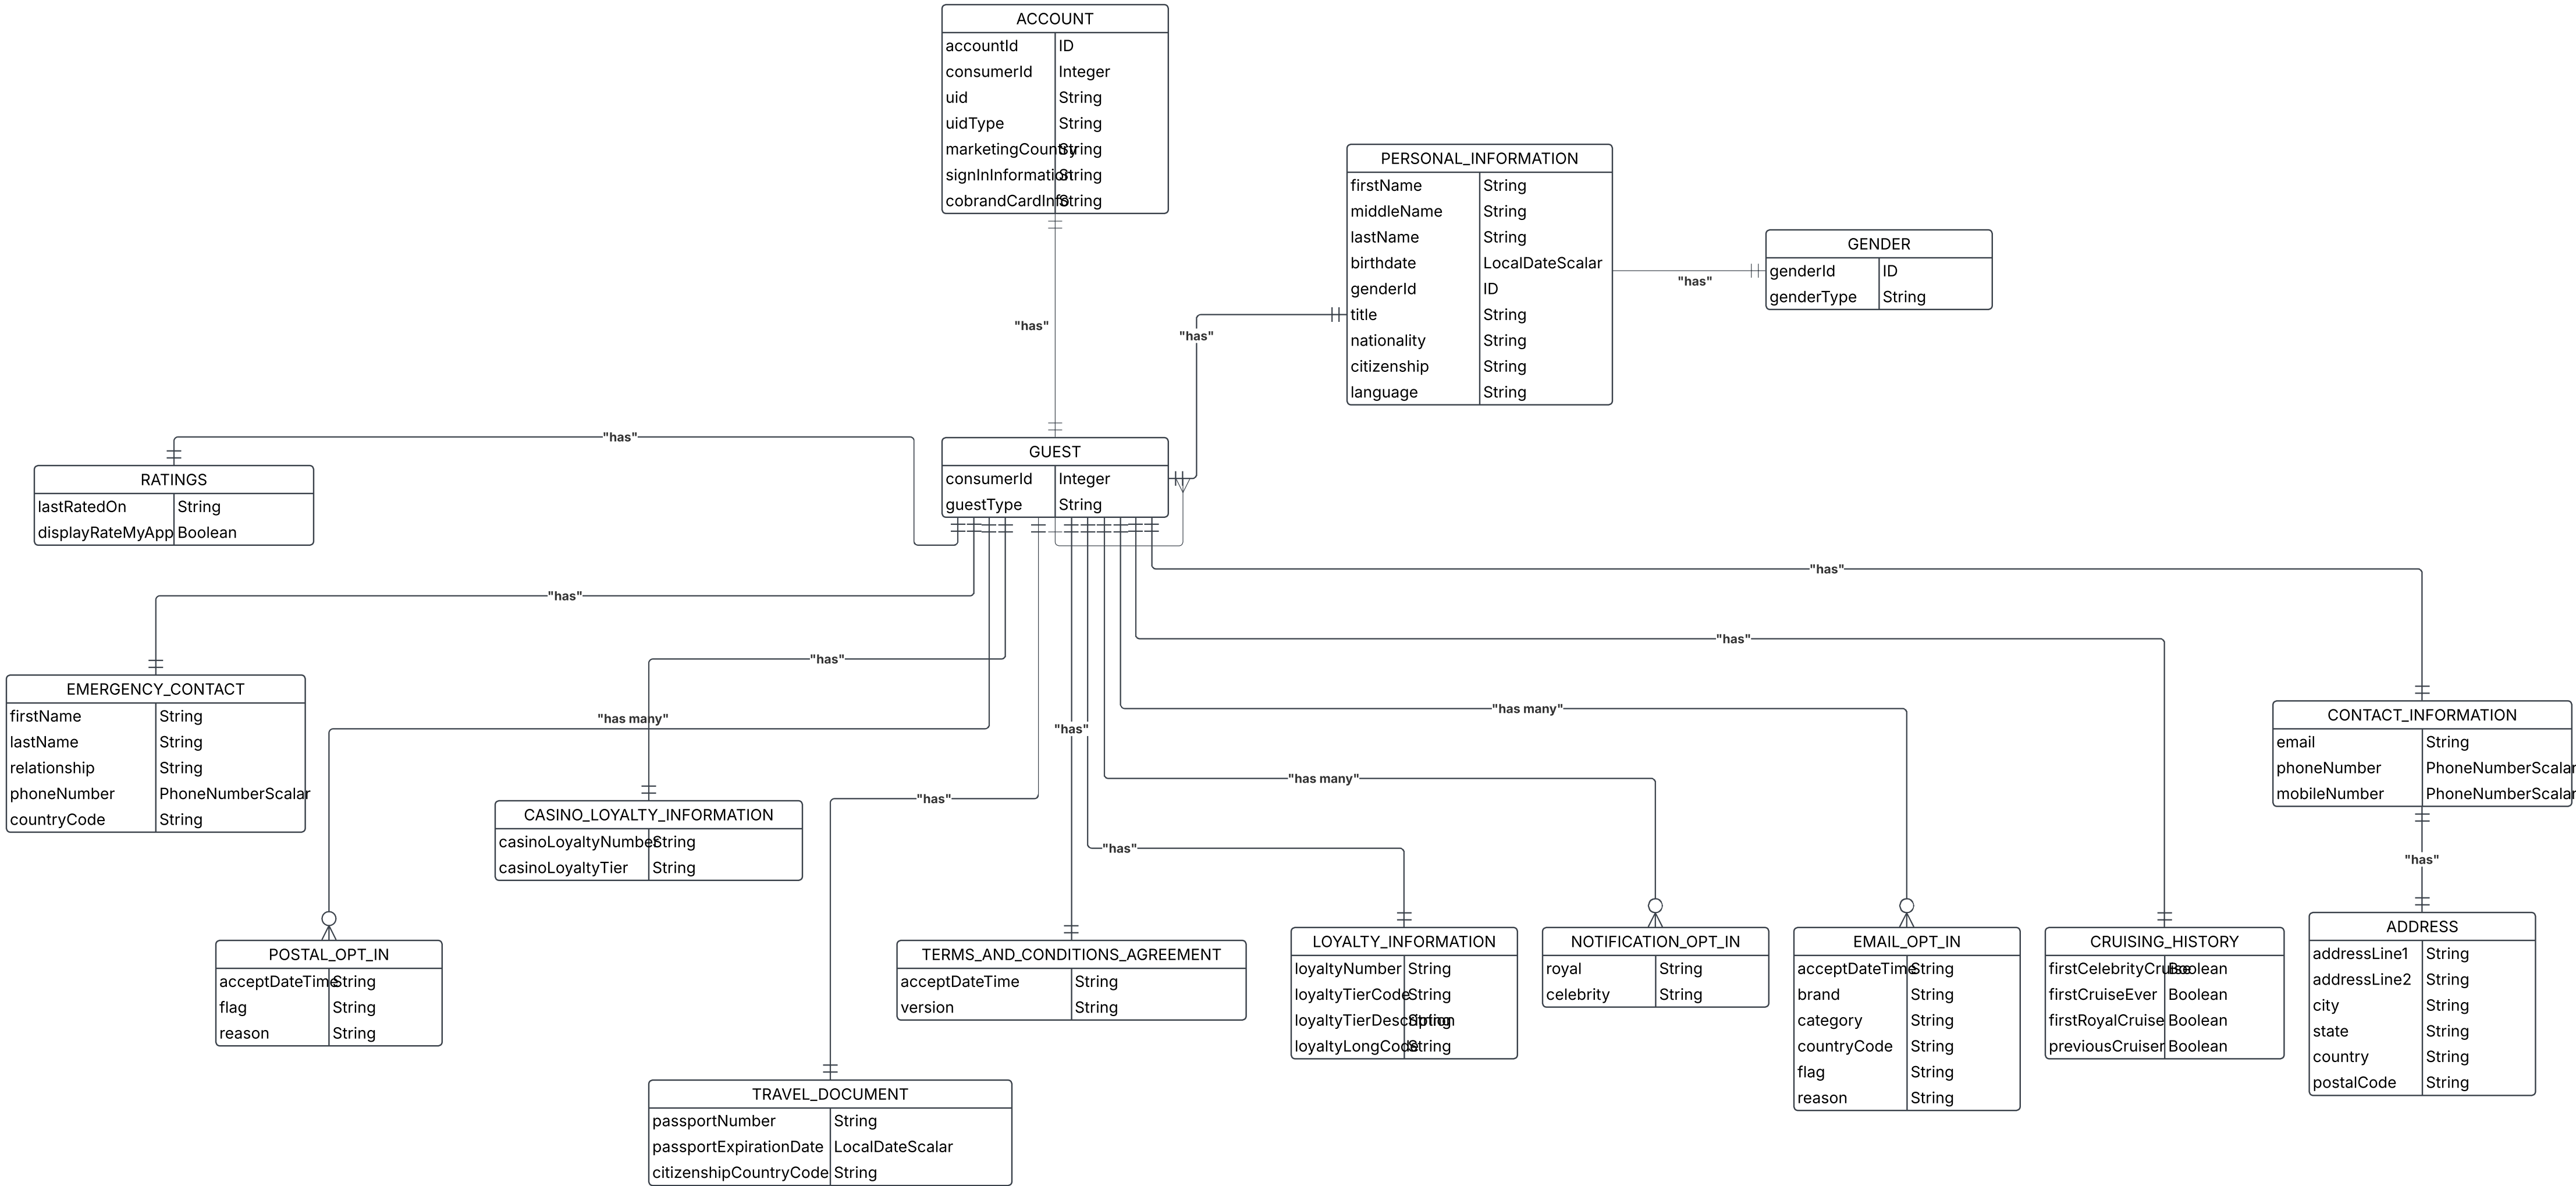 ACCOUNT
accountId ID
consumerId Integer
uid String
uidType String
marketingCountry String
signInInformation String
cobrandCardInfo String
PERSONAL_INFORMATION
firstName String
middleName String
lastName String
birthdate LocalDateScalar
genderId ID
title String
nationality String
citizenship String
language String
GENDER
genderId ID
genderType String
"has"
"has"
"has"
"has"
GUEST
consumerId Integer
guestType String
RATINGS
lastRatedOn String
displayRateMyApp Boolean
"has"
"has"
"has"
"has"
"has many"
"has many"
"has"
"has many"
"has"
"has"
"has"
EMERGENCY_CONTACT
firstName String
lastName String
relationship String
phoneNumber PhoneNumberScalar
countryCode String
CASINO_LOYALTY_INFORMATION
casinoLoyaltyNumber String
casinoLoyaltyTier String
CONTACT_INFORMATION
email String
phoneNumber PhoneNumberScalar
mobileNumber PhoneNumberScalar
POSTAL_OPT_IN
acceptDateTime String
flag String
reason String
TERMS_AND_CONDITIONS_AGREEMENT
acceptDateTime String
version String
LOYALTY_INFORMATION
loyaltyNumber String
loyaltyTierCode String
loyaltyTierDescription String
loyaltyLongCode String
NOTIFICATION_OPT_IN
royal String
celebrity String
EMAIL_OPT_IN
acceptDateTime String
brand String
category String
countryCode String
flag String
reason String
CRUISING_HISTORY
firstCelebrityCruise Boolean
firstCruiseEver Boolean
firstRoyalCruise Boolean
previousCruiser Boolean
ADDRESS
addressLine1 String
addressLine2 String
city String
state String
country String
postalCode String
TRAVEL_DOCUMENT
passportNumber String
passportExpirationDate LocalDateScalar
citizenshipCountryCode String